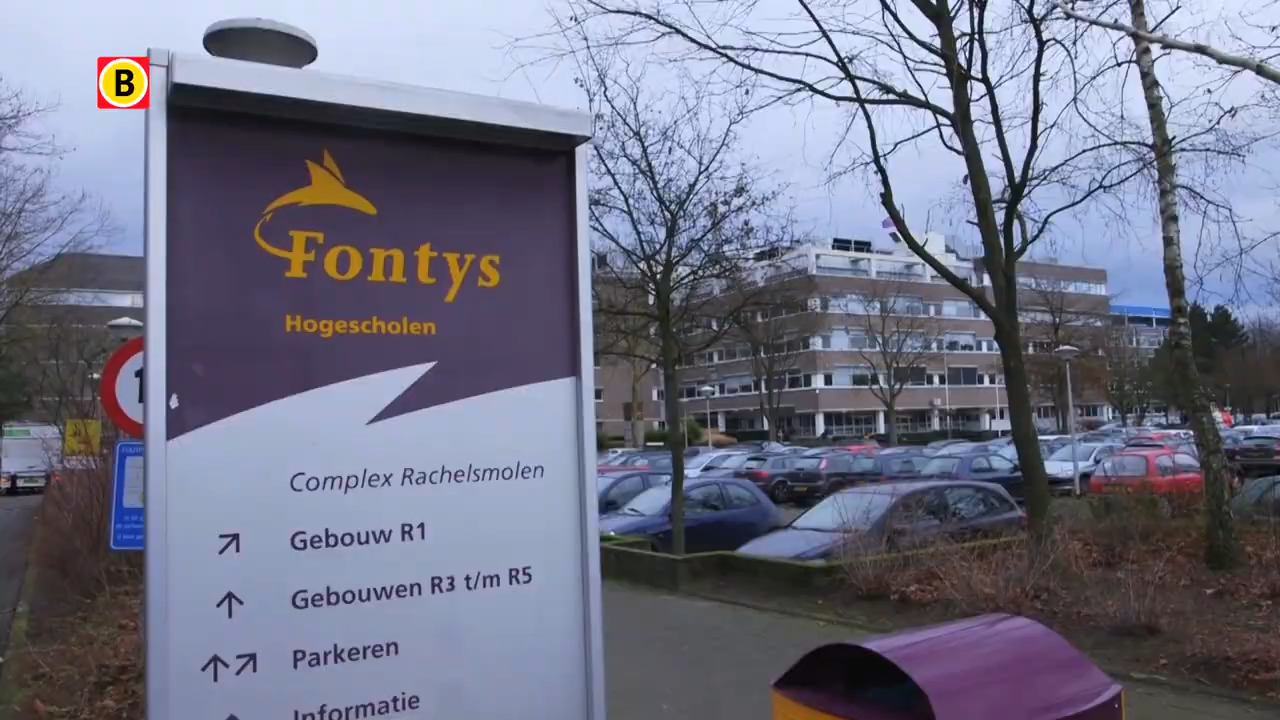 B
Fontys
Hogescholen
Complex Rachelsmolen
Gebouw R1
Gebouwen R3 t/m R5
Parkeren
Informatie